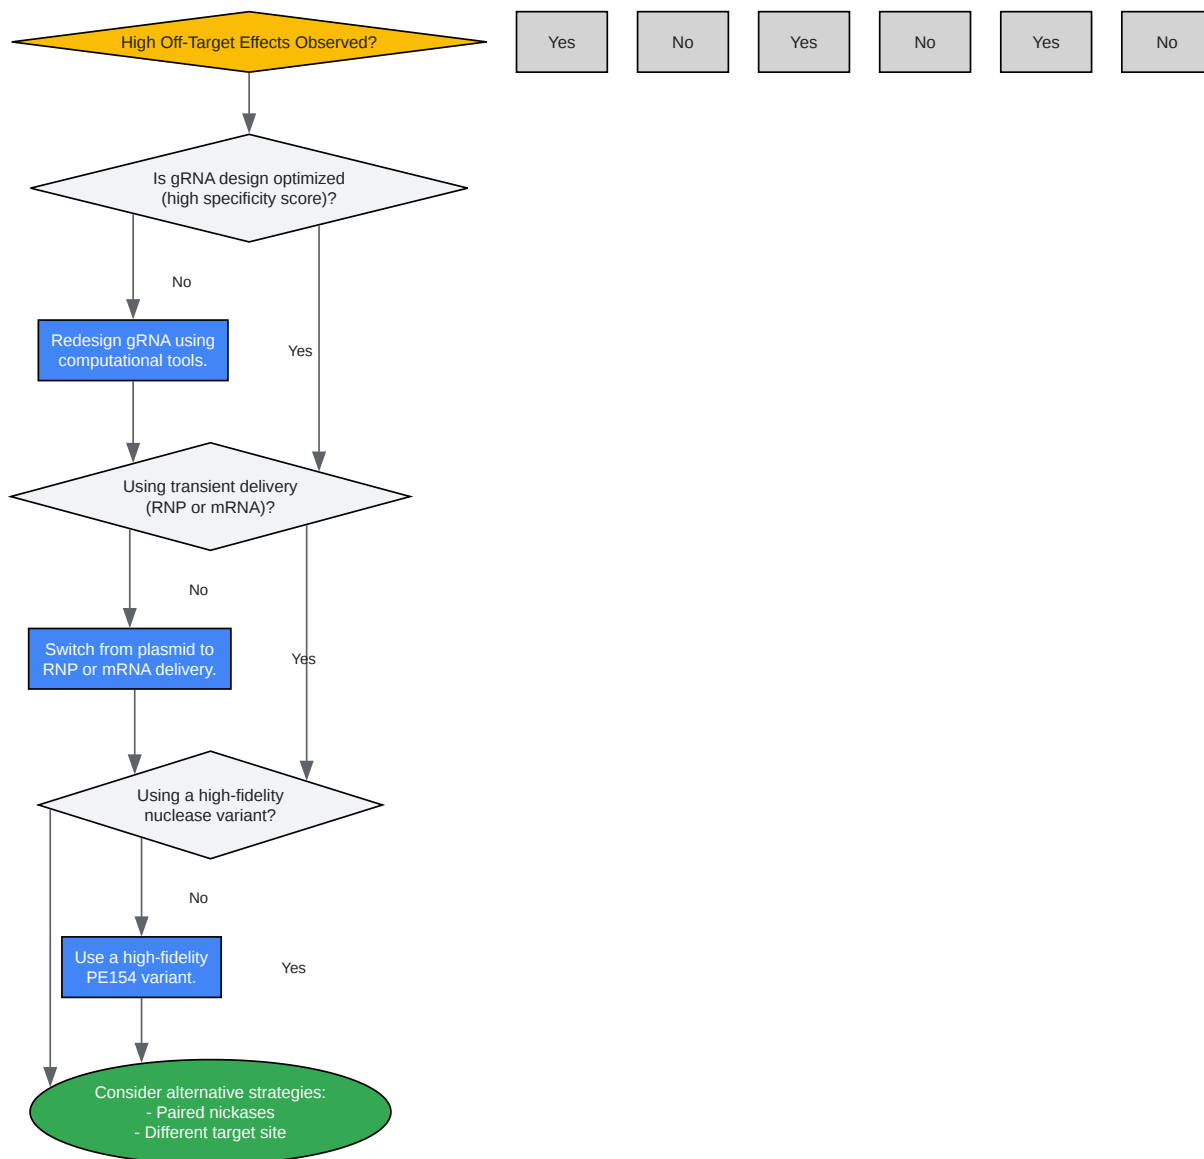 High Off-Target Effects Observed?
Yes
No
Yes
No
Yes
No
Is gRNA design optimized
(high specificity score)?
No
Redesign gRNA using
computational tools.
Yes
Using transient delivery
(RNP or mRNA)?
No
Switch from plasmid to
RNP or mRNA delivery.
Yes
Using a high-fidelity
nuclease variant?
No
Use a high-fidelity
PE154 variant.
Yes
Consider alternative strategies:
- Paired nickases
- Different target site